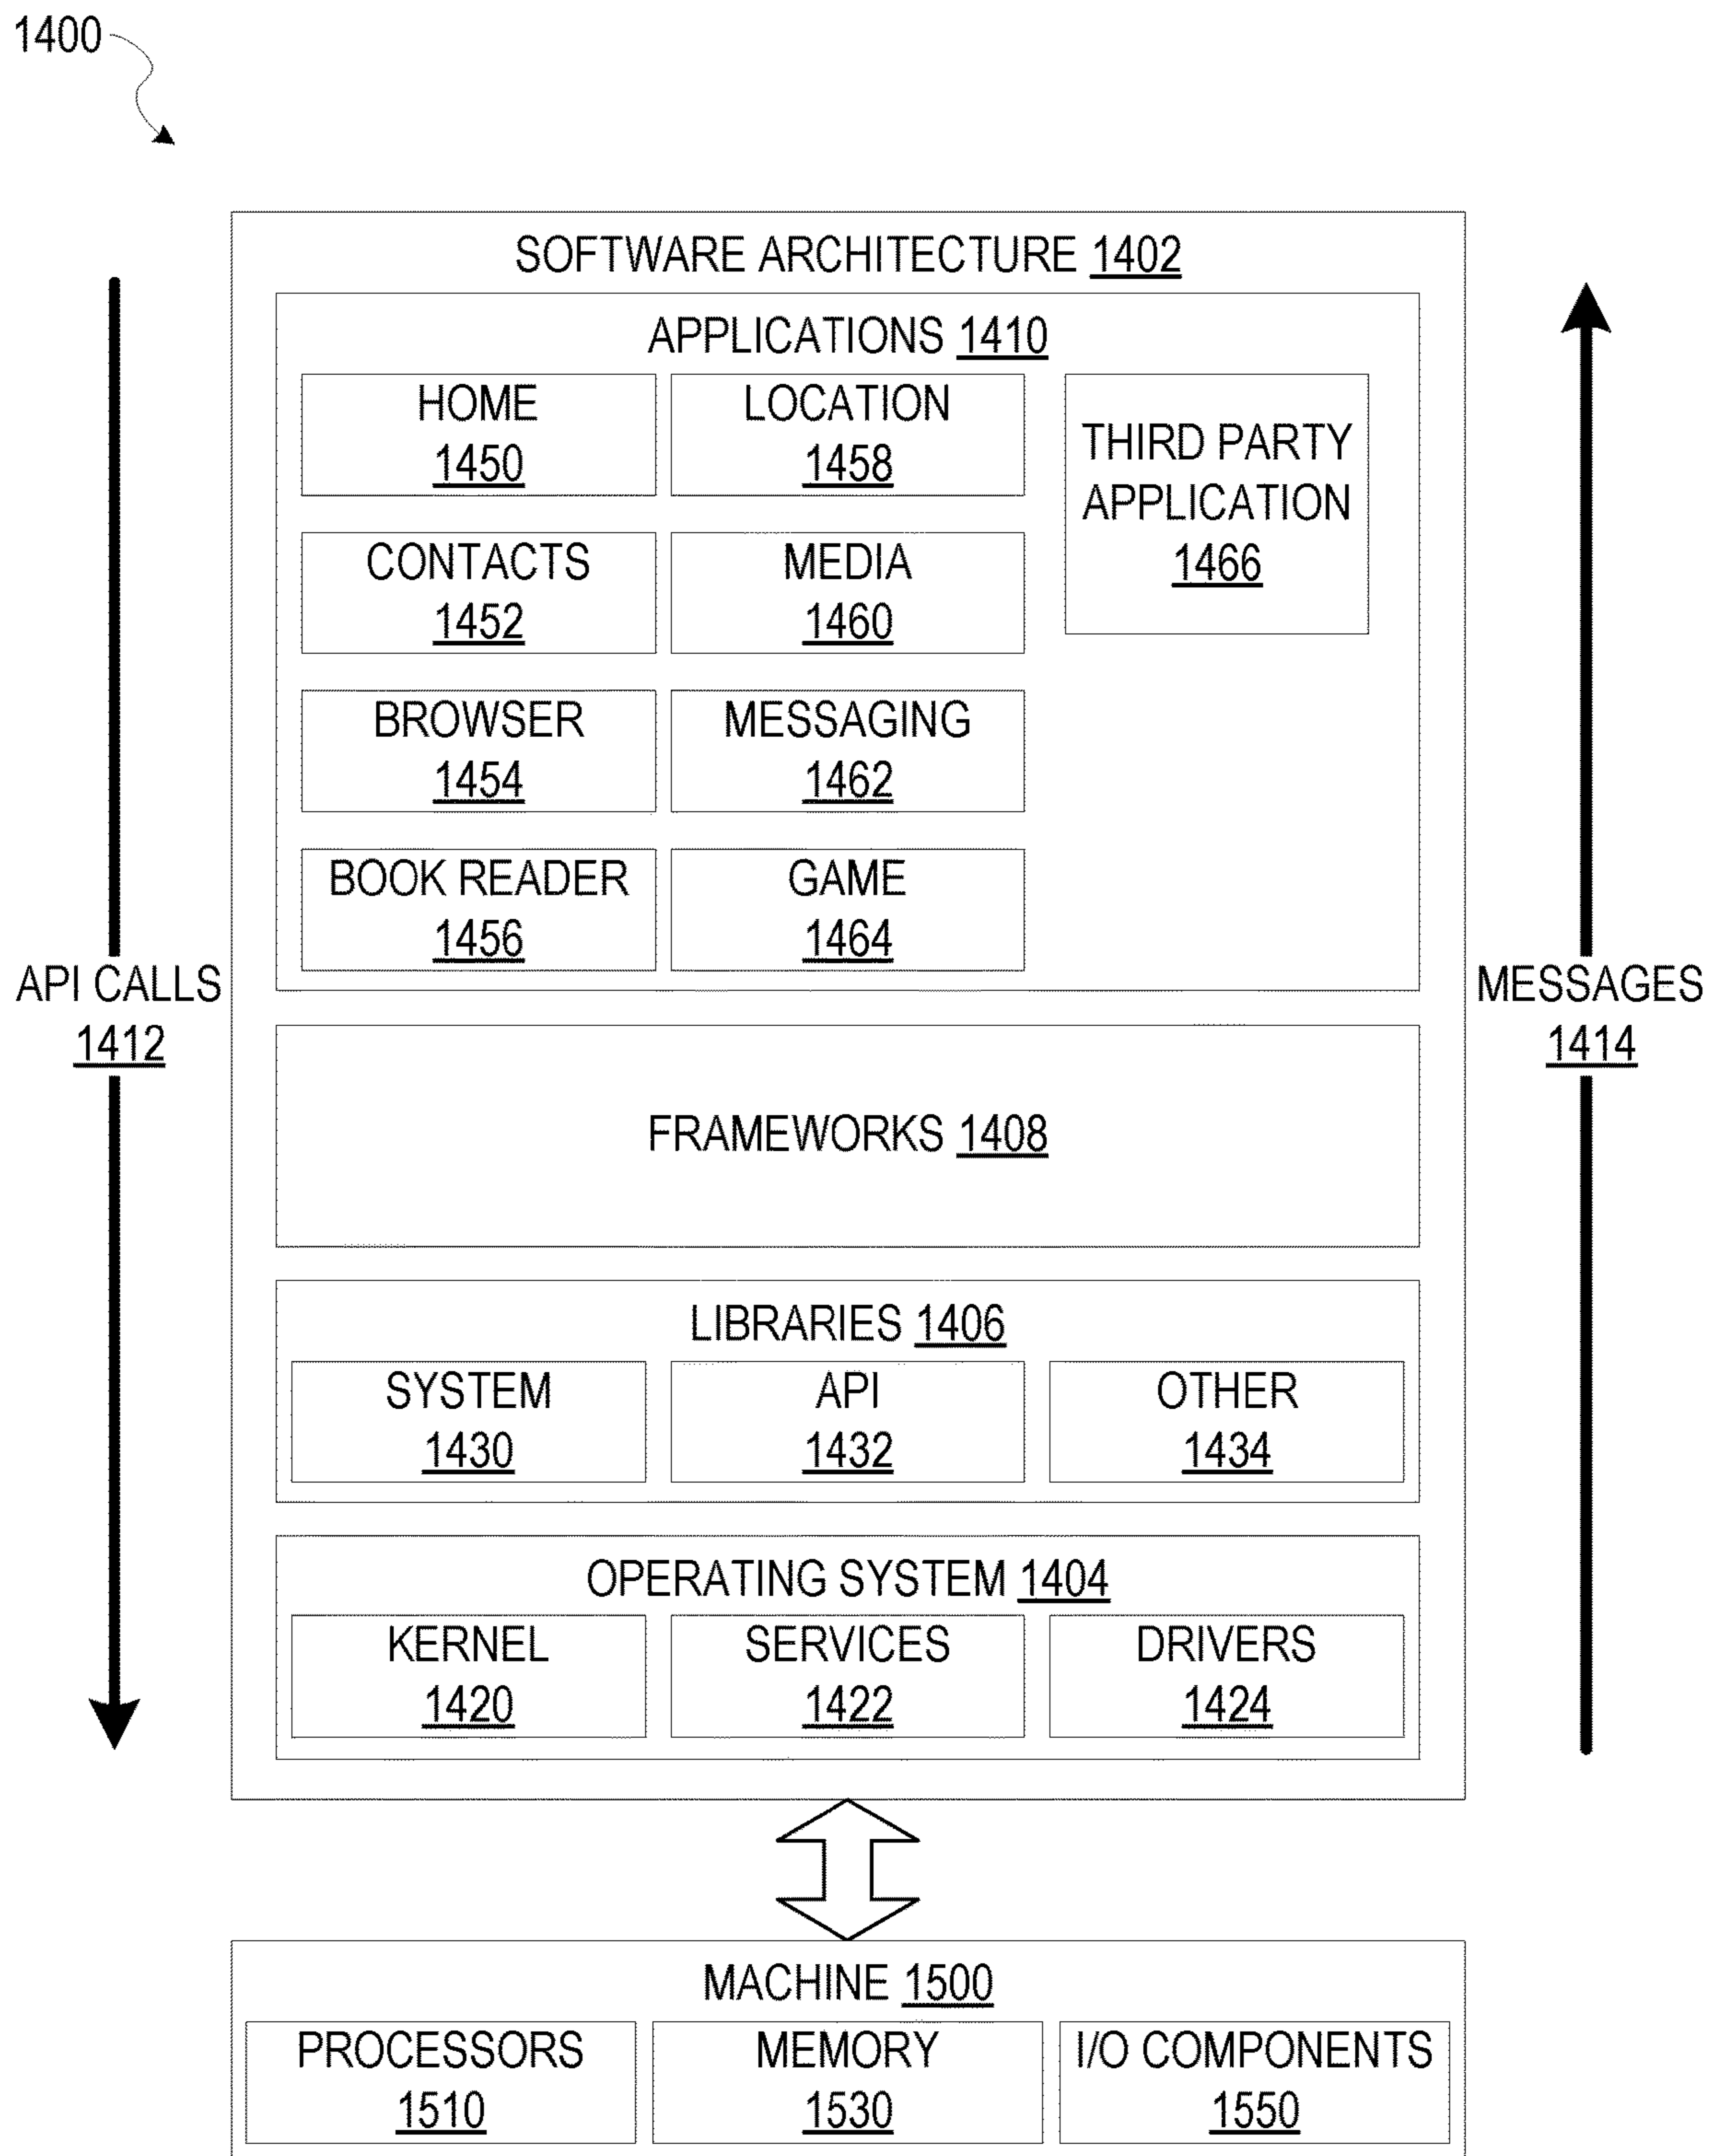 1400
SOFTWARE ARCHITECTURE 1402
APPLICATIONS 1410
HOME
1450
LOCATION
1458
THIRD PARTY
APPLICATION
1466
CONTACTS
1452
MEDIA
1460
BROWSER
1454
MESSAGING
1462
BOOK READER
1456
GAME
1464
API CALLS
1412
MESSAGES
1414
FRAMEWORKS 1408
LIBRARIES 1406
SYSTEM
1430
API
1432
OTHER
1434
OPERATING SYSTEM 1404
KERNEL
1420
SERVICES
1422
DRIVERS
1424
MACHINE 1500
PROCESSORS
1510
MEMORY
1530
I/O COMPONENTS
1550